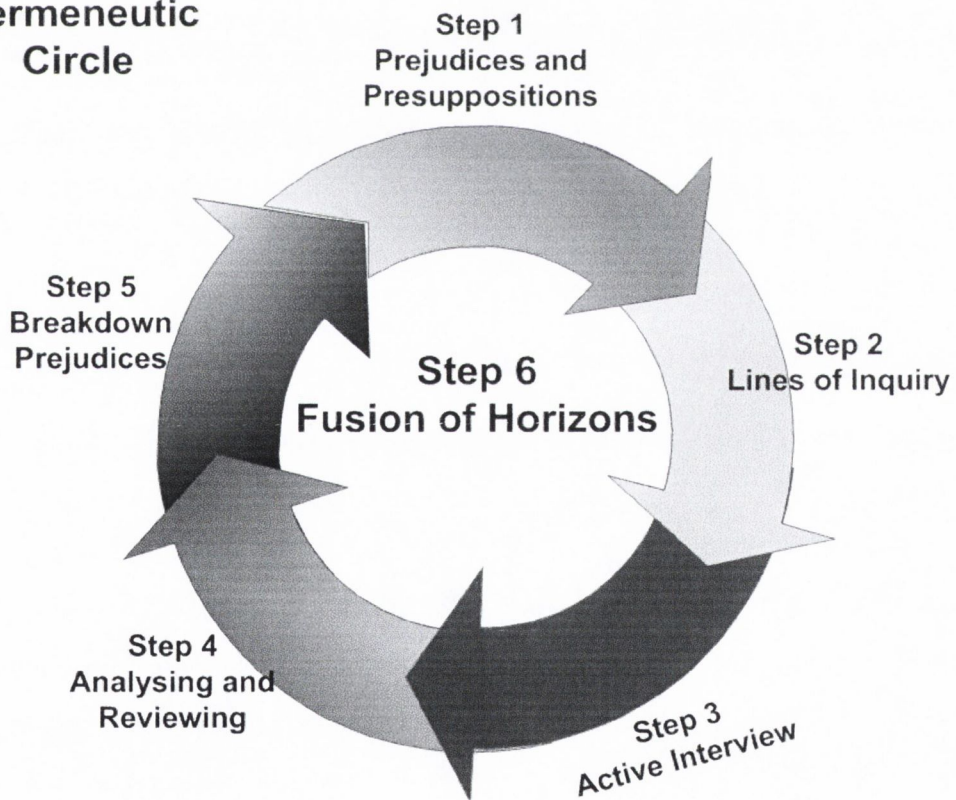 ermeneutic
Circle
Step 1
Prejudices and
Presuppositions
Step 2
Lines of Inquiry
Step 3
Active Interview
Step 4
Analysing and
Reviewing
Step 5
Breakdown
Prejudices
Step 6
Fusion of Horizons